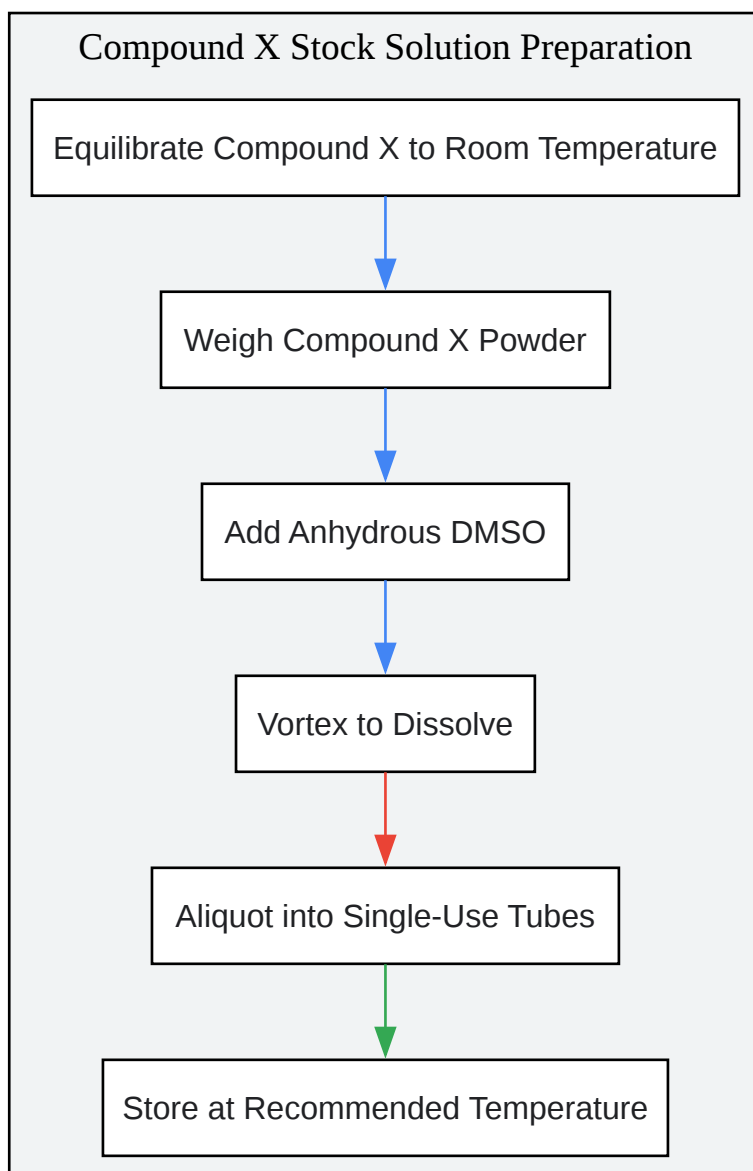 Compound X Stock Solution Preparation
Equilibrate Compound X to Room Temperature
Weigh Compound X Powder
Add Anhydrous DMSO
Vortex to Dissolve
Aliquot into Single-Use Tubes
Store at Recommended Temperature